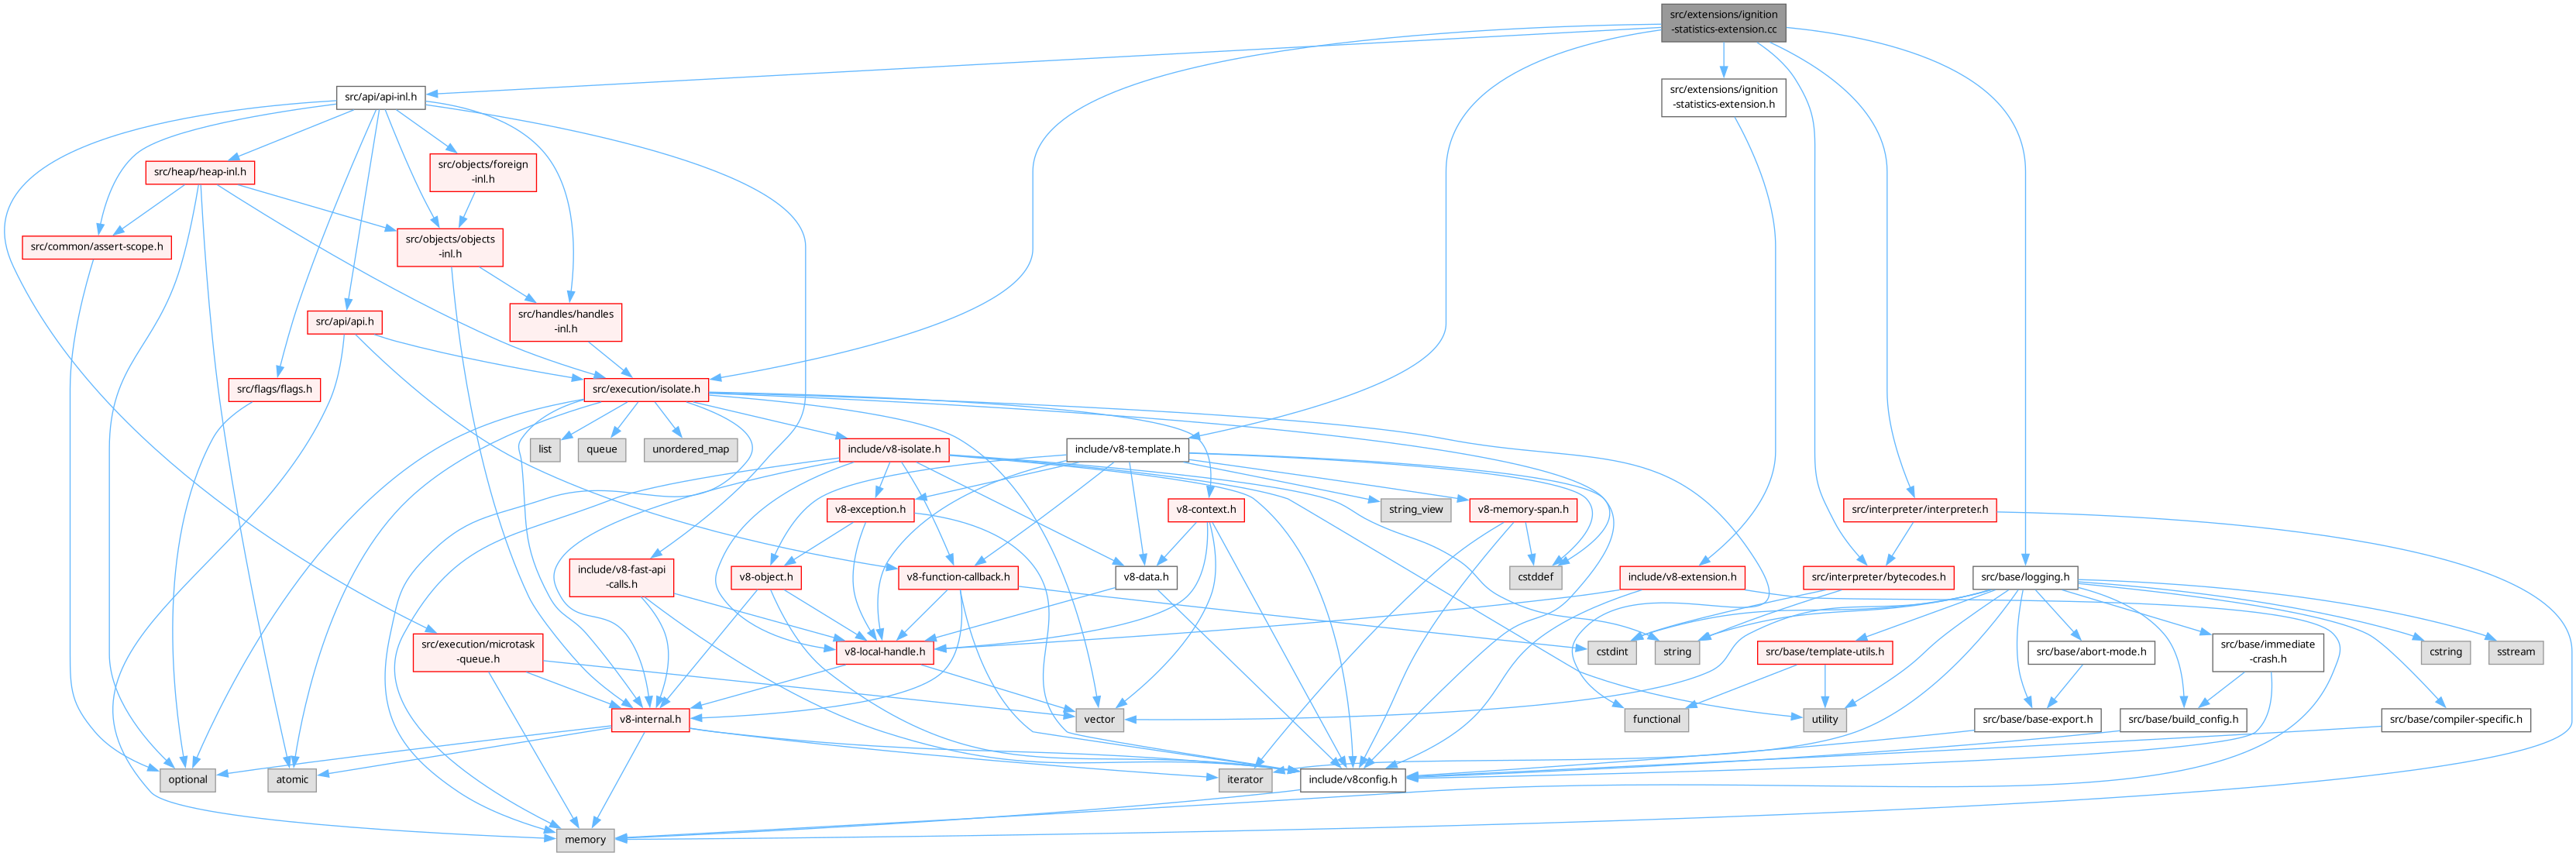 src/extensions/ignition
-statistics-extension.cc
src/api/api-inl.h
src/extensions/ignition
-statistics-extension.h
src/heap/heap-inl.h
src/objects/foreign
-inl.h
src/common/assert-scope.h
src/objects/objects
-inl.h
src/api/api.h
src/handles/handles
-inl.h
src/flags/flags.h
src/execution/isolate.h
list
queue
unordered_map
include/v8-isolate.h
include/v8-template.h
v8-exception.h
v8-context.h
string_view
v8-memory-span.h
src/interpreter/interpreter.h
include/v8-fast-api
-calls.h
v8-object.h
v8-function-callback.h
v8-data.h
cstddef
include/v8-extension.h
src/interpreter/bytecodes.h
src/base/logging.h
src/execution/microtask
-queue.h
v8-local-handle.h
cstdint
string
src/base/template-utils.h
src/base/abort-mode.h
src/base/immediate
-crash.h
cstring
sstream
v8-internal.h
vector
functional
utility
src/base/base-export.h
src/base/build_config.h
src/base/compiler-specific.h
optional
atomic
iterator
include/v8config.h
memory